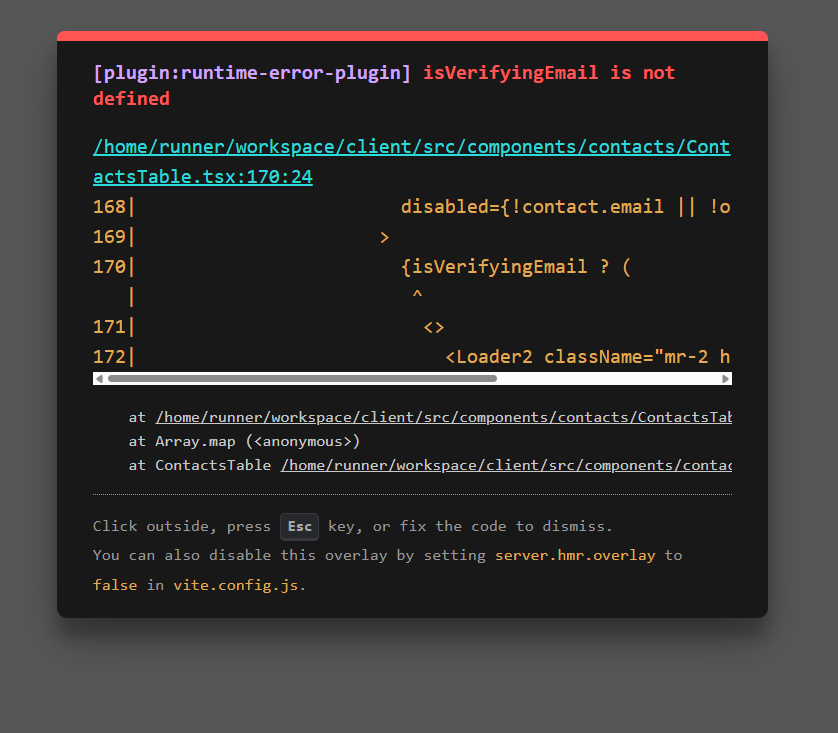 [plugin:runtime-error-plugin] isVerifyingEmail is not
defined
/home/runner/workspace/client/src/components/contacts/Cont
actsTable.tsx:170:24
168|                        disabled={!contact.email || !o
169|                      >
170|                        {isVerifyingEmail ? (
   |                         ^
171|                          <>
172|                            <Loader2 className="mr-2 h
at /home/runner/workspace/client/src/components/contacts/ContactsTab
at Array.map (<anonymous>)
at ContactsTable /home/runner/workspace/client/src/components/contac
Click outside, press Esc key, or fix the code to dismiss.
You can also disable this overlay by setting server.hmr.overlay to
false in vite.config.js.